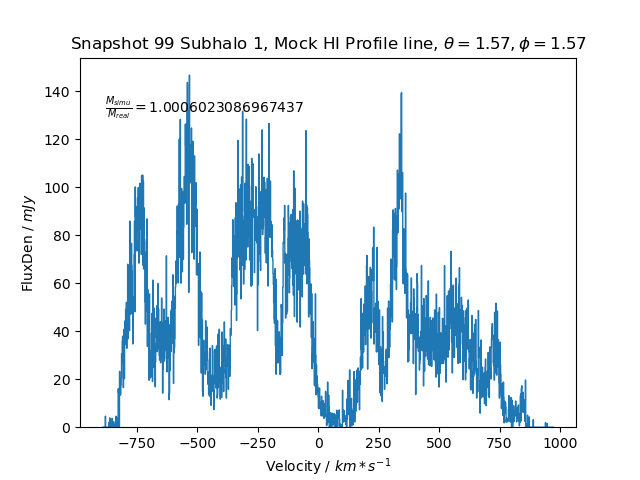 Snapshot 99 Subhalo 1, Mock HI Profile line, θ = 1.57, ϕ = 1.57
M_simu/M_real = 1.0006023086967437
FluxDen / mJy
140
120
100
80
60
40
20
0
−750 −500 −250 0 250 500 750 1000
Velocity / km * s^−1